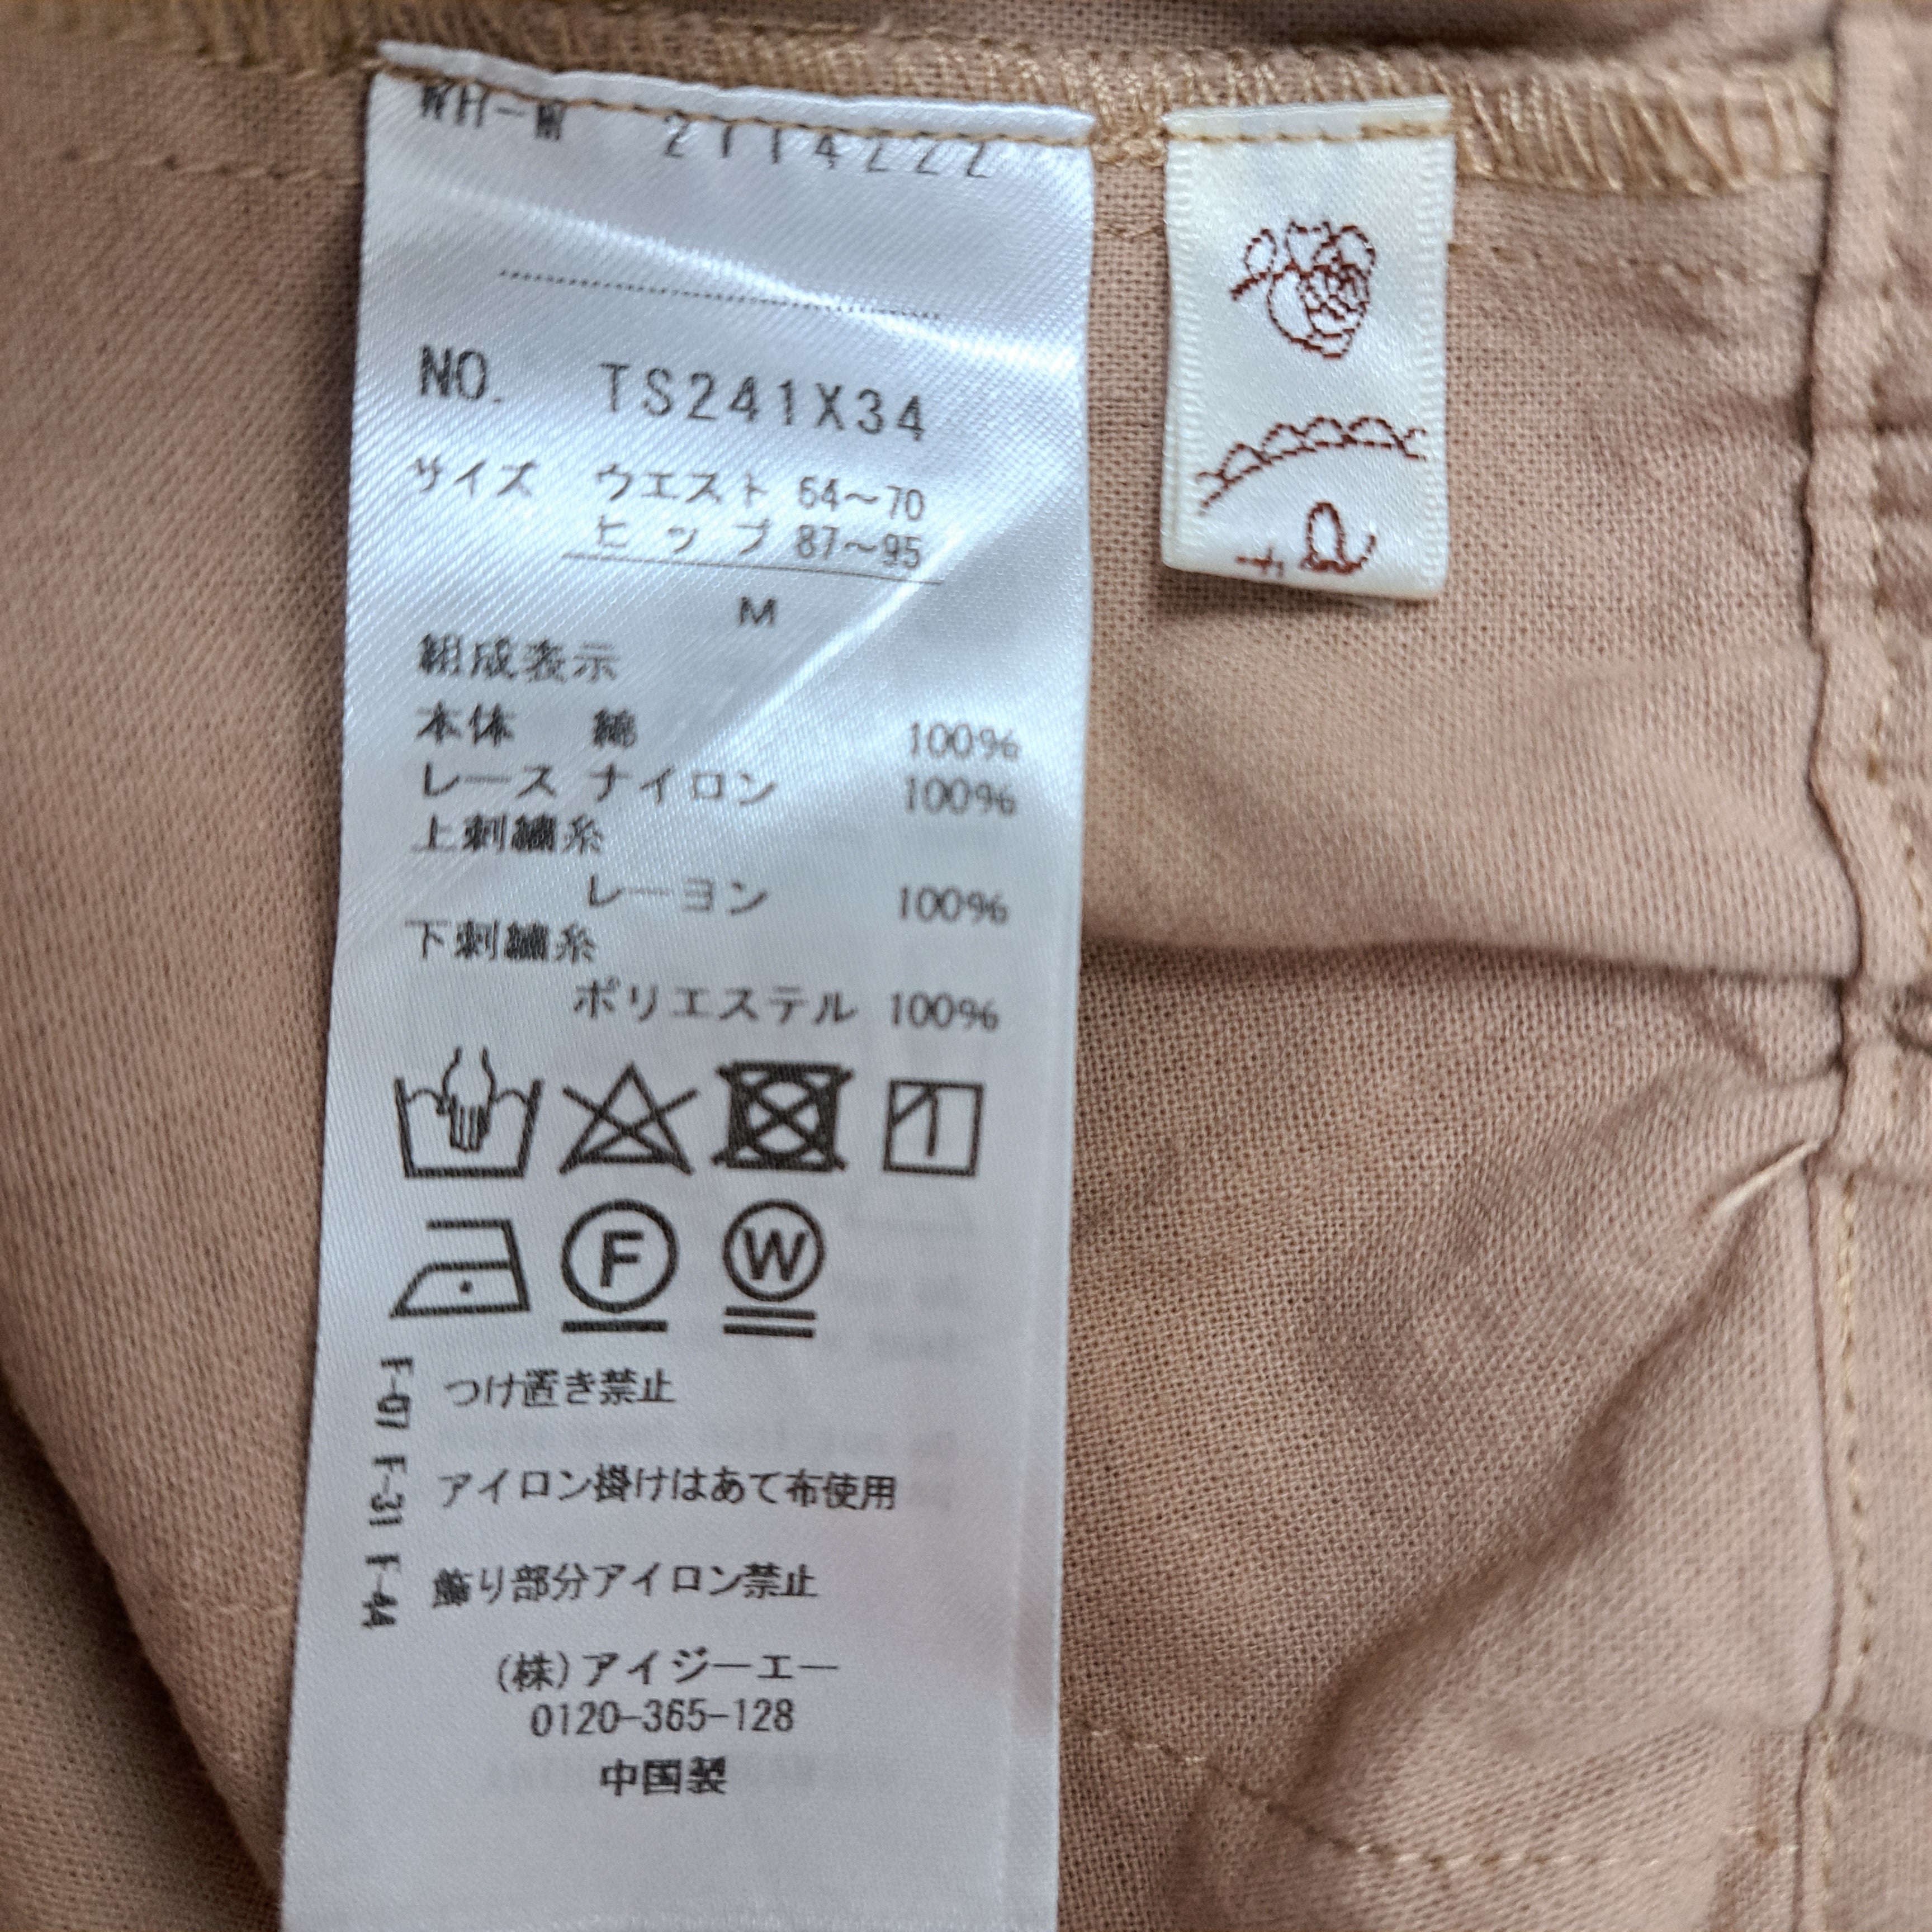 WH-M 2114222
NO. TS241X34
サイズ ウエスト 64～70
ヒップ 87～95
M
組成表示
本体 綿 100%
レース ナイロン 100%
上刺繍糸
レーヨン 100%
下刺繍糸
ポリエステル 100%
F
W
つけ置き禁止
アイロン掛けはあて布使用
飾り部分アイロン禁止
F-07 F-31 F-44
(株)アイジーエー
0120-365-128
中国製